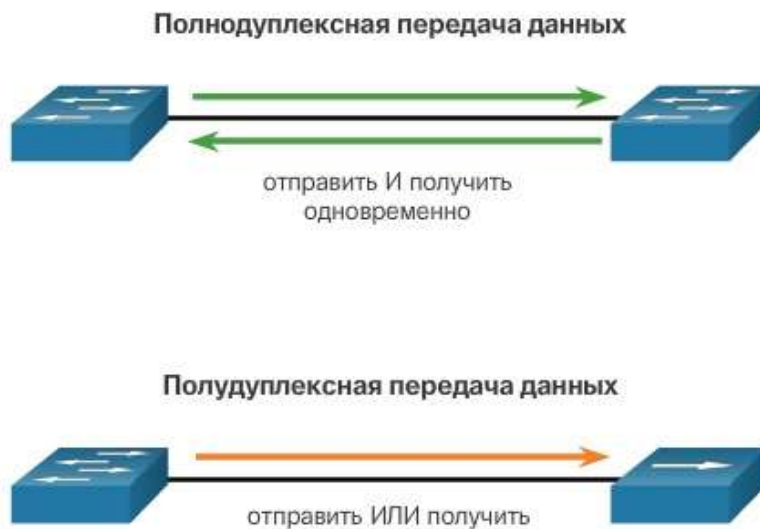 Полнодуплексная передача данных
отправить И получить
одновременно
Полудуплексная передача данных
отправить ИЛИ получить